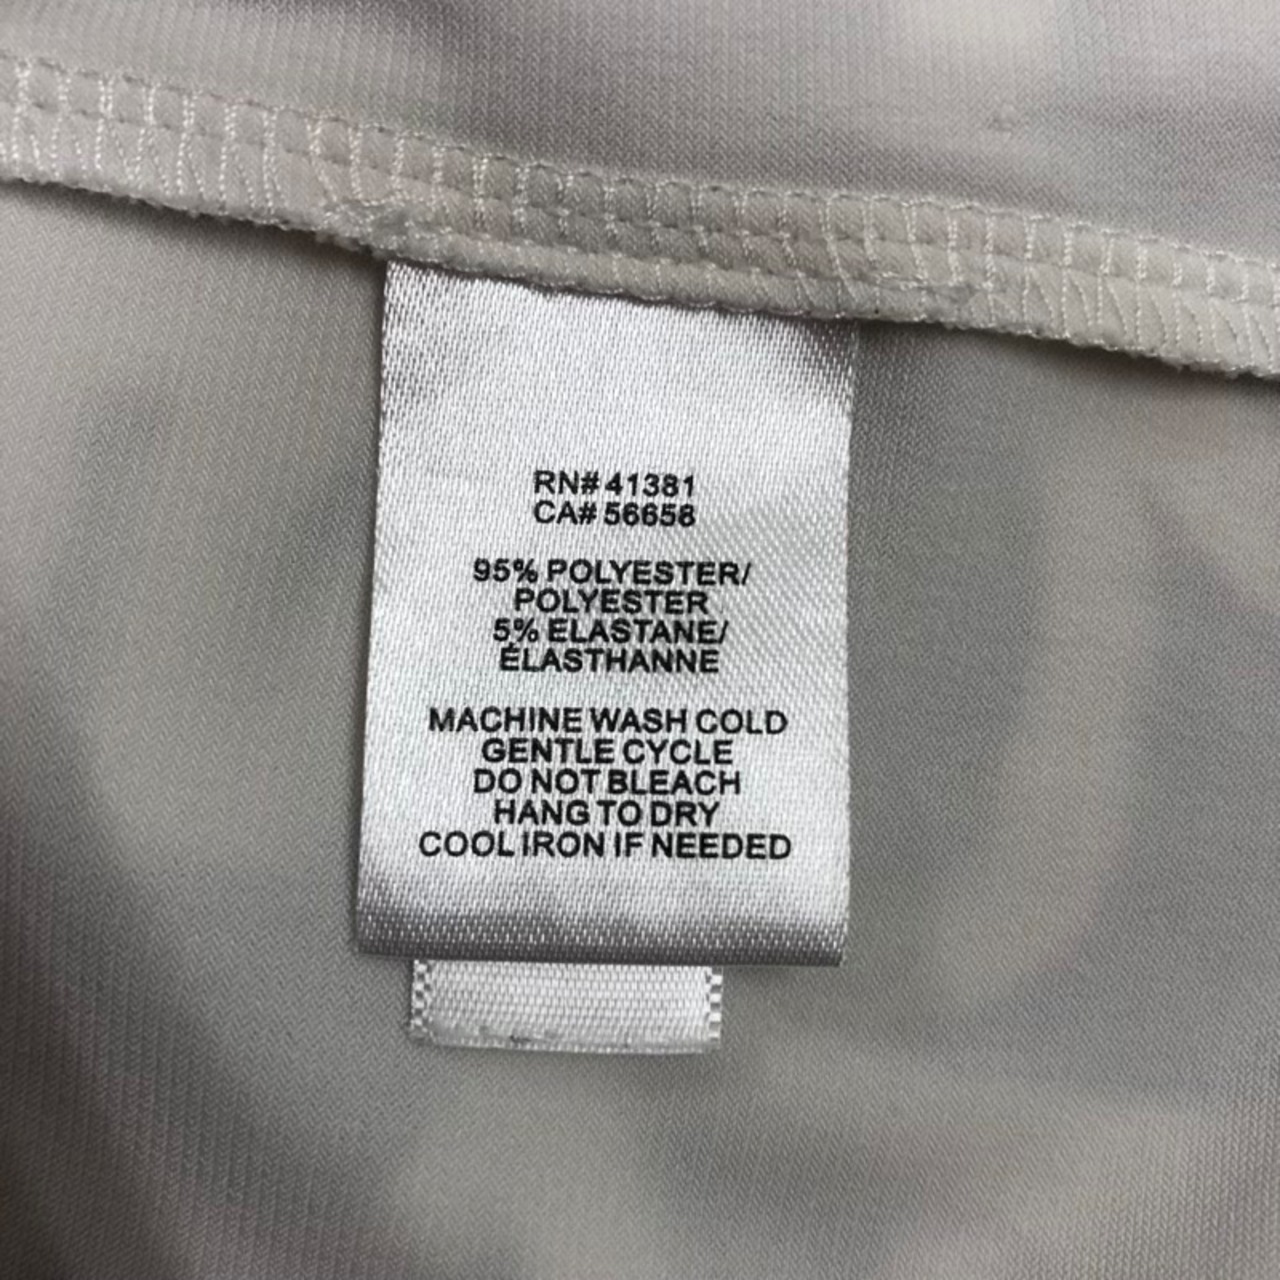 RN# 41381
CA# 56658
95% POLYESTER/
POLYESTER
5% ELASTANE/
ÉLASTHANNE
MACHINE WASH COLD
GENTLE CYCLE
DO NOT BLEACH
HANG TO DRY
COOL IRON IF NEEDED